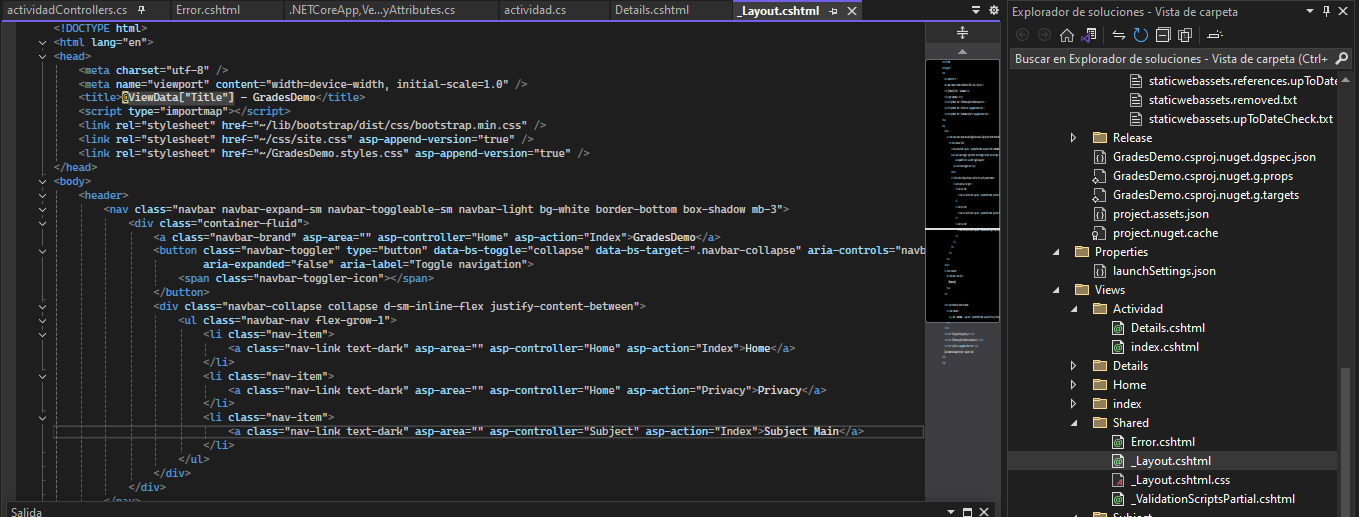 actividadControllers.cs
Error.cshtml
.NETCoreApp,Ve...yAttributes.cs
actividad.cs
Details.cshtml
_Layout.cshtml
<!DOCTYPE html>
<html lang="en">
<head>
<meta charset="utf-8" />
<meta name="viewport" content="width=device-width, initial-scale=1.0" />
<title>@ViewData["Title"] - GradesDemo</title>
<script type="importmap"></script>
<link rel="stylesheet" href="~/lib/bootstrap/dist/css/bootstrap.min.css" />
<link rel="stylesheet" href="~/css/site.css" asp-append-version="true" />
<link rel="stylesheet" href="~/GradesDemo.styles.css" asp-append-version="true" />
</head>
<body>
<header>
<nav class="navbar navbar-expand-sm navbar-toggleable-sm navbar-light bg-white border-bottom box-shadow mb-3">
<div class="container-fluid">
<a class="navbar-brand" asp-area="" asp-controller="Home" asp-action="Index">GradesDemo</a>
<button class="navbar-toggler" type="button" data-bs-toggle="collapse" data-bs-target=".navbar-collapse" aria-controls="navb
aria-expanded="false" aria-label="Toggle navigation">
<span class="navbar-toggler-icon"></span>
</button>
<div class="navbar-collapse collapse d-sm-inline-flex justify-content-between">
<ul class="navbar-nav flex-grow-1">
<li class="nav-item">
<a class="nav-link text-dark" asp-area="" asp-controller="Home" asp-action="Index">Home</a>
</li>
<li class="nav-item">
<a class="nav-link text-dark" asp-area="" asp-controller="Home" asp-action="Privacy">Privacy</a>
</li>
<li class="nav-item">
<a class="nav-link text-dark" asp-area="" asp-controller="Subject" asp-action="Index">Subject Main</a>
</li>
</ul>
</div>
</div>
</nav>
Salida
Explorador de soluciones - Vista de carpeta
Buscar en Explorador de soluciones - Vista de carpeta (Ctrl+
staticwebassets.references.upToDate
staticwebassets.removed.txt
staticwebassets.upToDateCheck.txt
Release
GradesDemo.csproj.nuget.dgspec.json
GradesDemo.csproj.nuget.g.props
GradesDemo.csproj.nuget.g.targets
project.assets.json
project.nuget.cache
Properties
launchSettings.json
Views
Actividad
Details.cshtml
index.cshtml
Details
Home
index
Shared
Error.cshtml
_Layout.cshtml
_Layout.cshtml.css
_ValidationScriptsPartial.cshtml
Subject